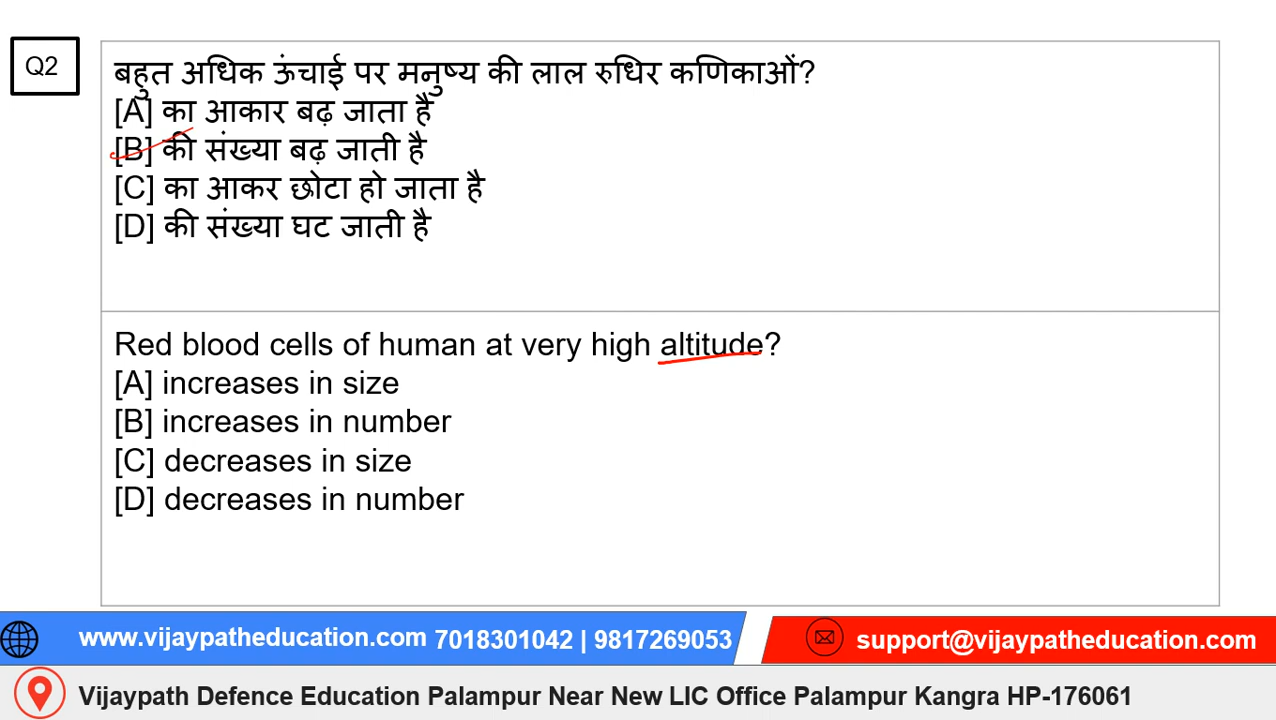 Q2
बहुत अधिक ऊंचाई पर मनुष्य की लाल रुधिर कणिकाओं?
[A] का आकार बढ़ जाता है
[B] की संख्या बढ़ जाती है
[C] का आकर छोटा हो जाता है
[D] की संख्या घट जाती है
Red blood cells of human at very high altitude?
[A] increases in size
[B] increases in number
[C] decreases in size
[D] decreases in number
www.vijaypatheducation.com 7018301042 | 9817269053
support@vijaypatheducation.com
Vijaypath Defence Education Palampur Near New LIC Office Palampur Kangra HP-176061